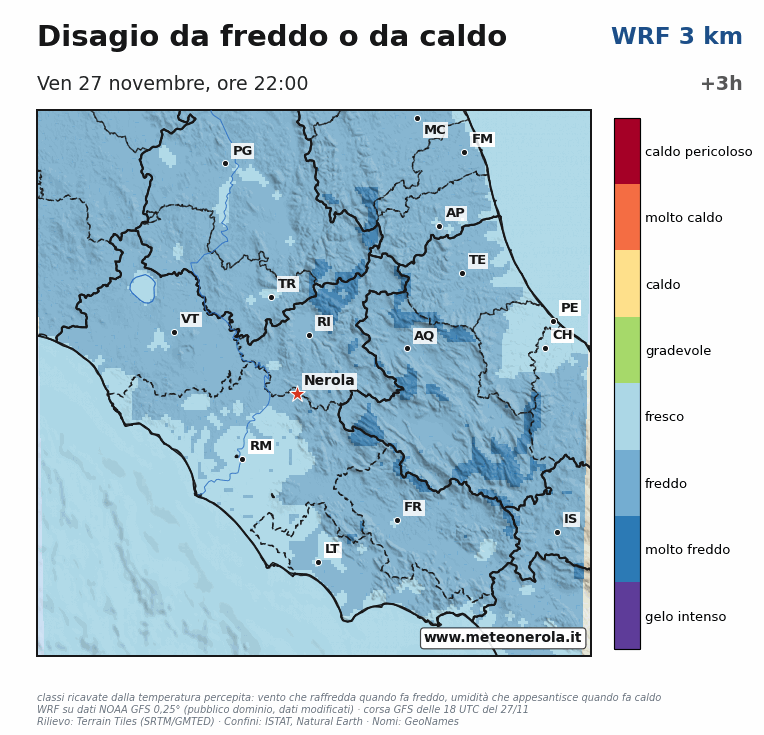 Disagio da freddo o da caldo
WRF 3 km
Ven 27 novembre, ore 22:00
+3h
MC
FM
PG
AP
TE
TR
PE
VT
RI
AQ
CH
Nerola
RM
FR
IS
LT
www.meteonerola.it
caldo pericoloso
molto caldo
caldo
gradevole
fresco
freddo
molto freddo
gelo intenso
classi ricavate dalla temperatura percepita: vento che raffredda quando fa freddo, umidità che appesantisce quando fa caldo
WRF su dati NOAA GFS 0,25° (pubblico dominio, dati modificati) · corsa GFS delle 18 UTC del 27/11
Rilievo: Terrain Tiles (SRTM/GMTED) · Confini: ISTAT, Natural Earth · Nomi: GeoNames